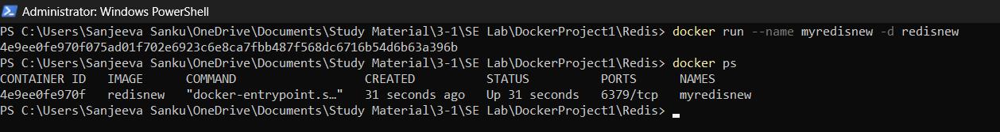 Administrator: Windows PowerShell
PS C:\Users\Sanjeeva Sanku\OneDrive\Documents\Study Material\3-1\SE Lab\DockerProject1\Redis> docker run --name myredisnew -d redisnew
4e9ee0fe970f075ad01f702e6923c6e8ca7fbb487f568dc6716b54d6b63a396b
PS C:\Users\Sanjeeva Sanku\OneDrive\Documents\Study Material\3-1\SE Lab\DockerProject1\Redis> docker ps
CONTAINER ID   IMAGE      COMMAND                  CREATED          STATUS          PORTS      NAMES
4e9ee0fe970f   redisnew   "docker-entrypoint.s…"   31 seconds ago   Up 31 seconds   6379/tcp   myredisnew
PS C:\Users\Sanjeeva Sanku\OneDrive\Documents\Study Material\3-1\SE Lab\DockerProject1\Redis>